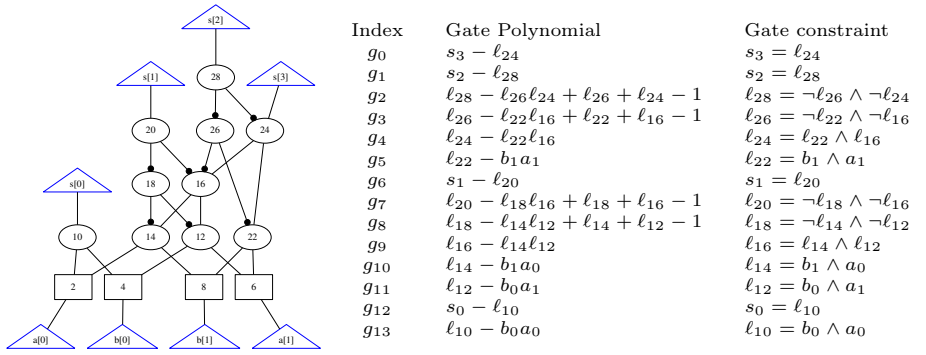 s[2]
28
s[1]
s[3]
20
26
24
18
16
s[0]
10
14
12
22
2
4
8
6
a[0]
b[0]
b[1]
a[1]
Index Gate Polynomial Gate constraint
g₀ s₃ − ℓ₂₄ s₃ = ℓ₂₄
g₁ s₂ − ℓ₂₈ s₂ = ℓ₂₈
g₂ ℓ₂₈ − ℓ₂₆ℓ₂₄ + ℓ₂₆ + ℓ₂₄ − 1 ℓ₂₈ = ¬ℓ₂₆ ∧ ¬ℓ₂₄
g₃ ℓ₂₆ − ℓ₂₂ℓ₁₆ + ℓ₂₂ + ℓ₁₆ − 1 ℓ₂₆ = ¬ℓ₂₂ ∧ ¬ℓ₁₆
g₄ ℓ₂₄ − ℓ₂₂ℓ₁₆ ℓ₂₄ = ℓ₂₂ ∧ ℓ₁₆
g₅ ℓ₂₂ − b₁a₁ ℓ₂₂ = b₁ ∧ a₁
g₆ s₁ − ℓ₂₀ s₁ = ℓ₂₀
g₇ ℓ₂₀ − ℓ₁₈ℓ₁₆ + ℓ₁₈ + ℓ₁₆ − 1 ℓ₂₀ = ¬ℓ₁₈ ∧ ¬ℓ₁₆
g₈ ℓ₁₈ − ℓ₁₄ℓ₁₂ + ℓ₁₄ + ℓ₁₂ − 1 ℓ₁₈ = ¬ℓ₁₄ ∧ ¬ℓ₁₂
g₉ ℓ₁₆ − ℓ₁₄ℓ₁₂ ℓ₁₆ = ℓ₁₄ ∧ ℓ₁₂
g₁₀ ℓ₁₄ − b₁a₀ ℓ₁₄ = b₁ ∧ a₀
g₁₁ ℓ₁₂ − b₀a₁ ℓ₁₂ = b₀ ∧ a₁
g₁₂ s₀ − ℓ₁₀ s₀ = ℓ₁₀
g₁₃ ℓ₁₀ − b₀a₀ ℓ₁₀ = b₀ ∧ a₀